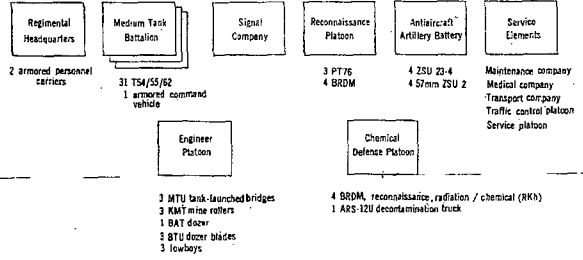 Regimental
Headquarters
2 armored personnel
carriers
Medium Tank
Battalion
31 T54/55/62
1 armored command
vehicle
Signal
Company
Reconnaissance
Platoon
3 PT76
4 BRDM
Antiaircraft
Artillery Battery
4 ZSU 23-4
4 57mm ZSU 2
Service
Elements
Maintenance company
Medical company
Transport company
Traffic control platoon
Service platoon
Engineer
Platoon
3 MTU tank-launched bridges
3 KMT mine rollers
1 BAT dozer
3 BTU dozer blades
3 lowboys
Chemical
Defense Platoon
4 BRDM, reconnaissance, radiation / chemical (RKh)
1 ARS-12U decontamination truck